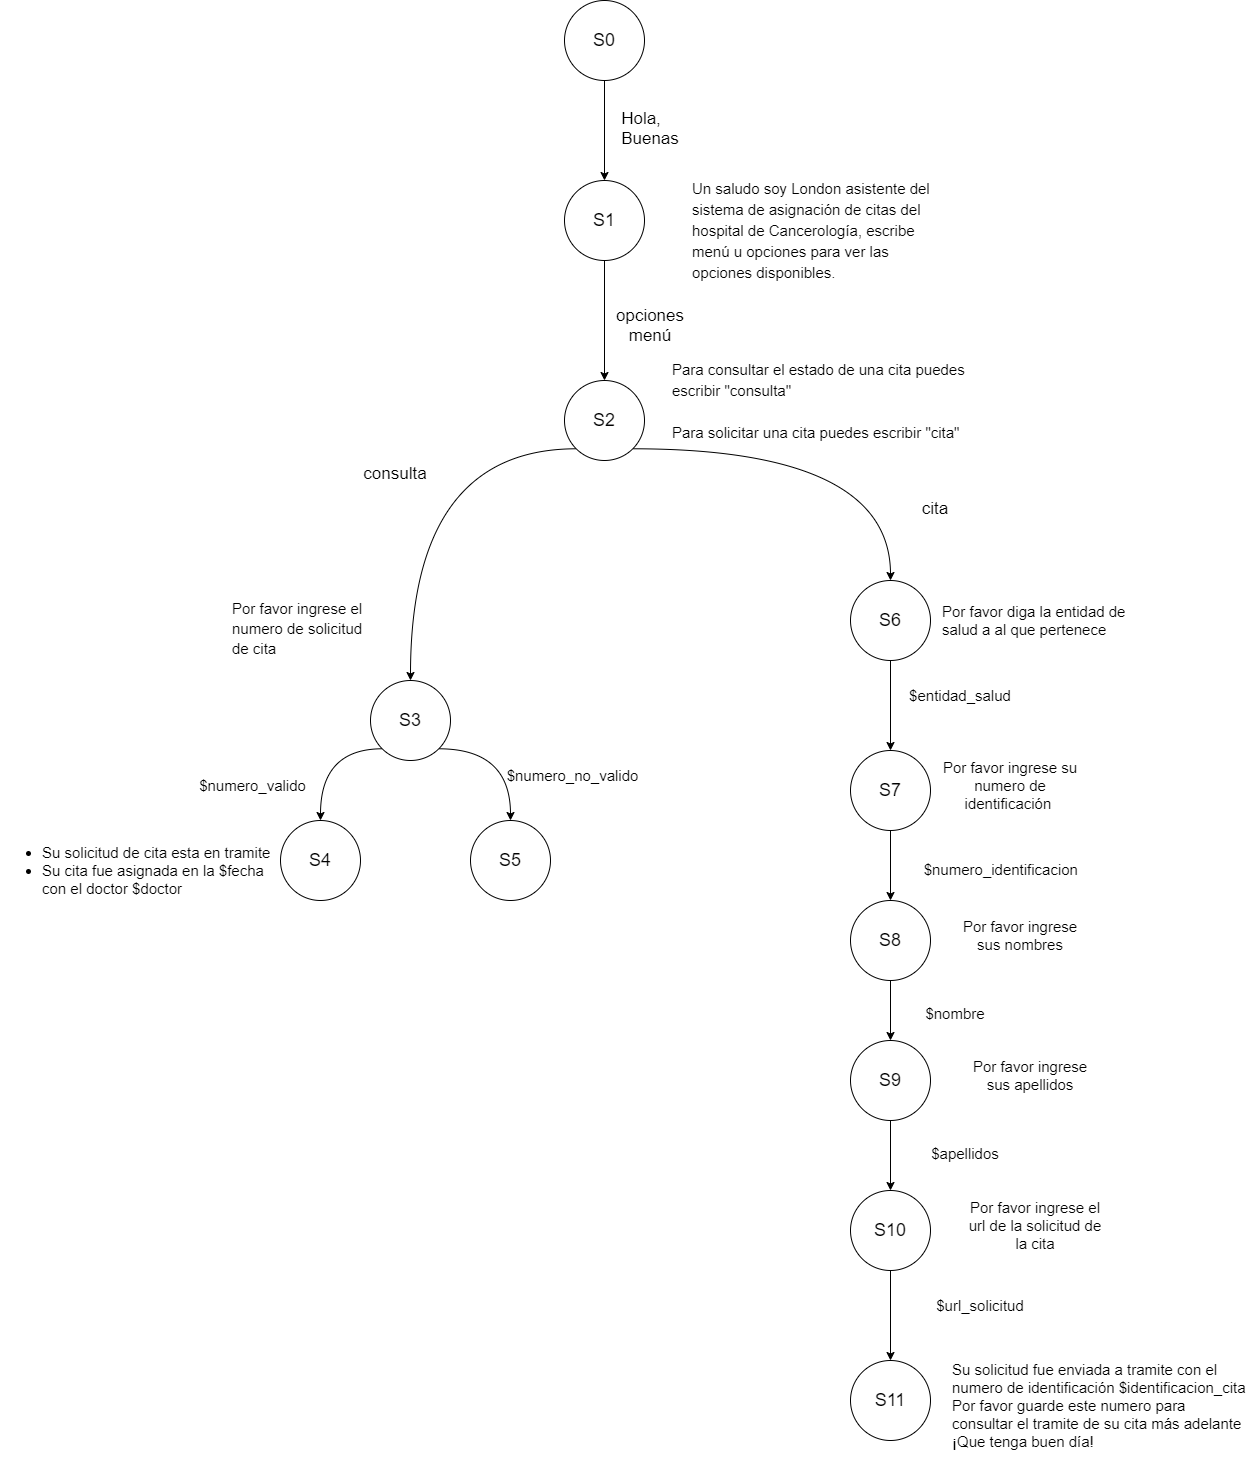 S0
Hola,
Buenas
S1
Un saludo soy London asistente del
sistema de asignación de citas del
hospital de Cancerología, escribe
menú u opciones para ver las
opciones disponibles.
opciones
menú
S2
Para consultar el estado de una cita puedes
escribir "consulta"
Para solicitar una cita puedes escribir "cita"
consulta
cita
Por favor ingrese el
numero de solicitud
de cita
S3
S6
Por favor diga la entidad de
salud a al que pertenece
$entidad_salud
$numero_valido
$numero_no_valido
S7
Por favor ingrese su
numero de
identificación
• Su solicitud de cita esta en tramite
• Su cita fue asignada en la $fecha
con el doctor $doctor
S4
S5
$numero_identificacion
S8
Por favor ingrese
sus nombres
$nombre
S9
Por favor ingrese
sus apellidos
$apellidos
S10
Por favor ingrese el
url de la solicitud de
la cita
$url_solicitud
S11
Su solicitud fue enviada a tramite con el
numero de identificación $identificacion_cita
Por favor guarde este numero para
consultar el tramite de su cita más adelante
¡Que tenga buen día!